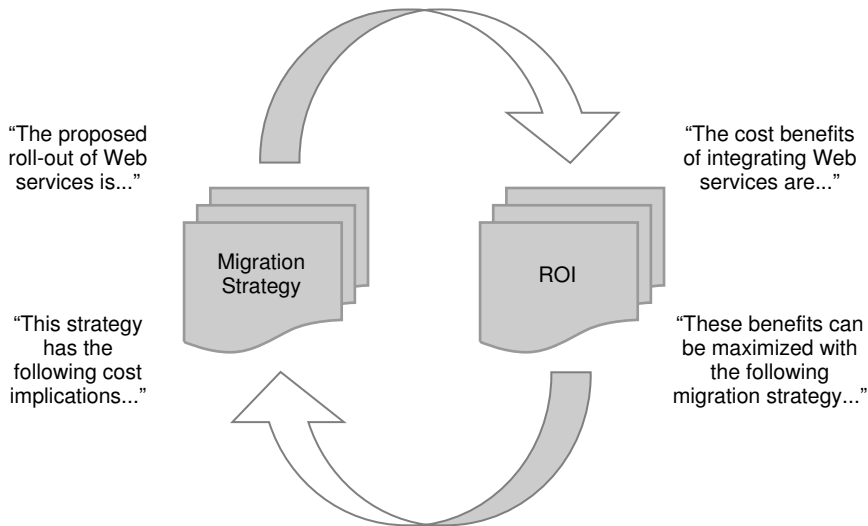 “The proposed
roll-out of Web
services is...”
“The cost benefits
of integrating Web
services are...”
Migration
Strategy
ROI
“This strategy
has the
following cost
implications...”
“These benefits can
be maximized with
the following
migration strategy...”